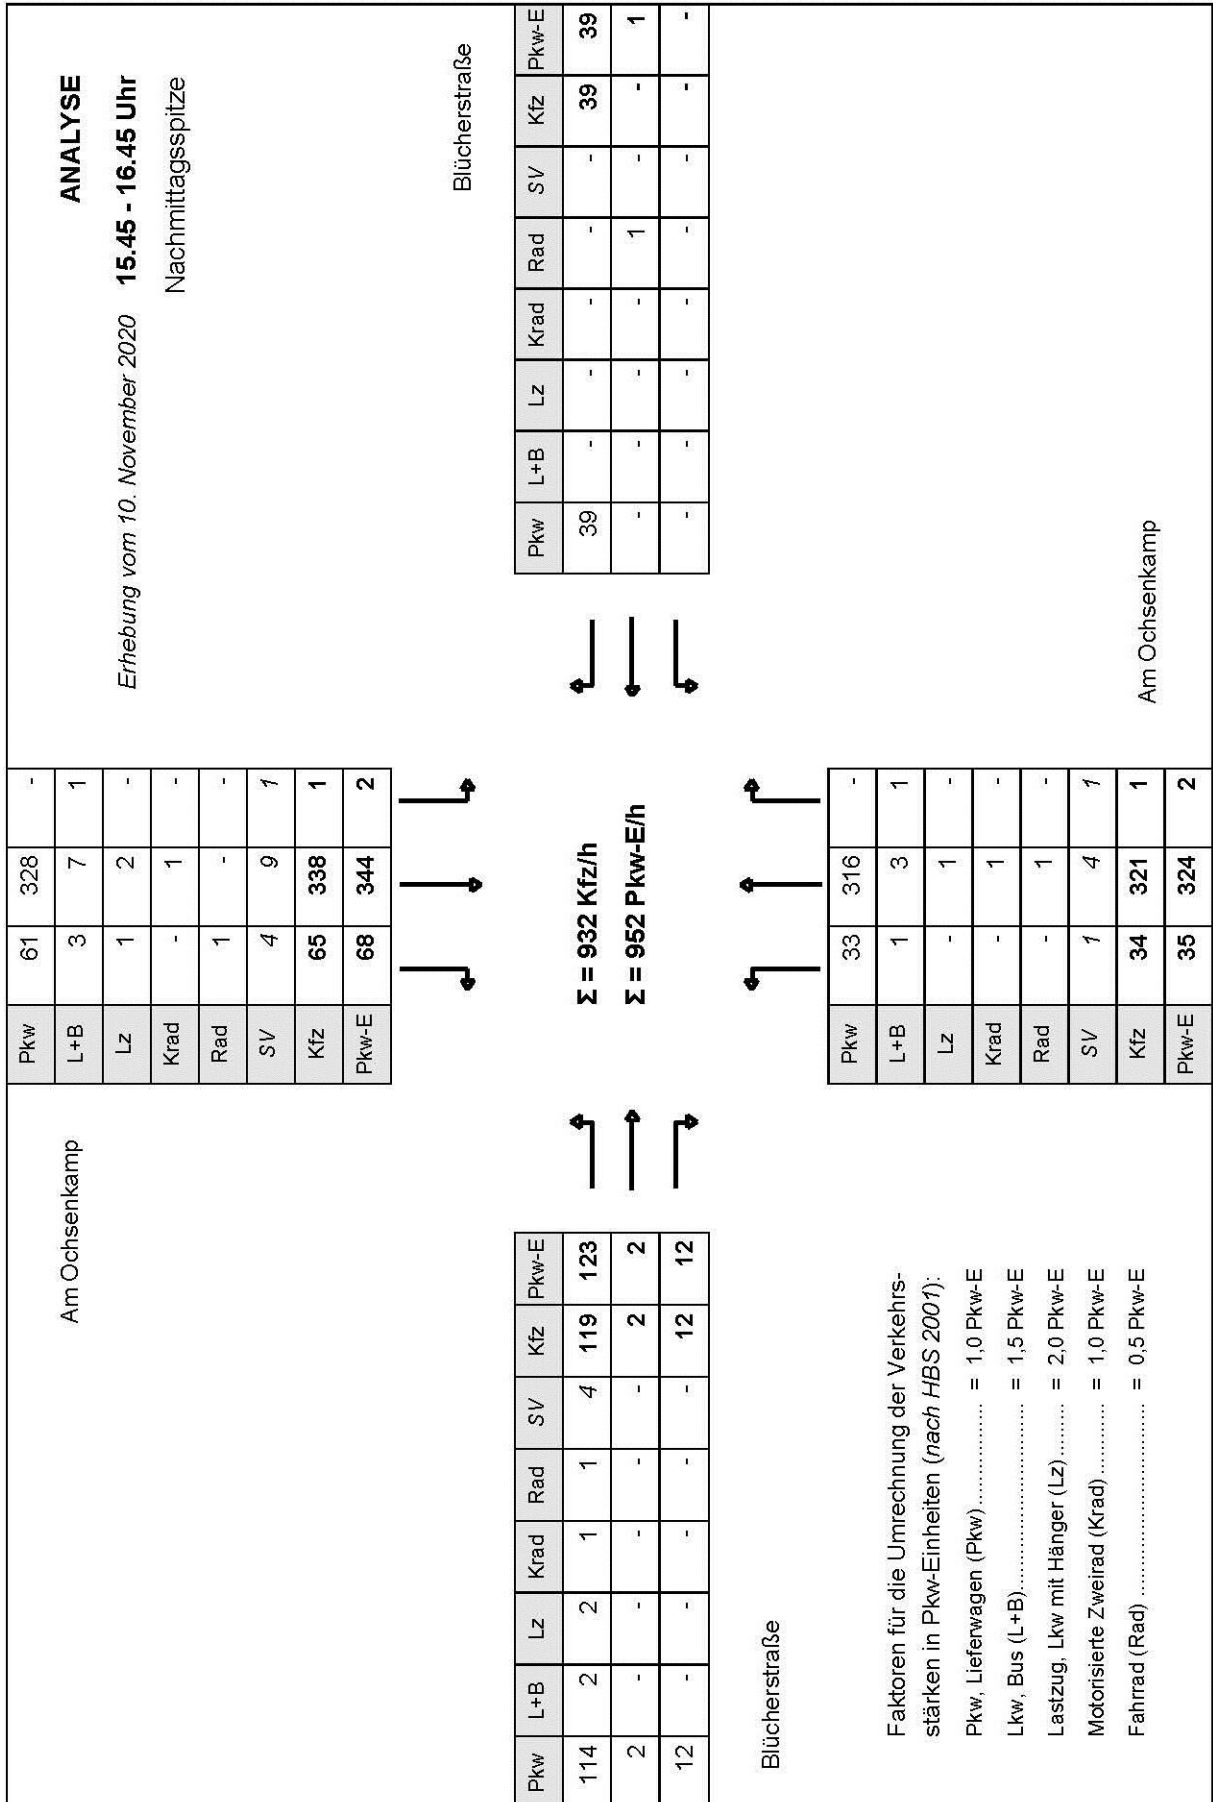 Am Ochsenkamp
Pkw 61 328 -
L+B 3 7 1
Lz 1 2 -
Krad - 1 -
Rad 1 - -
SV 4 9 1
Kfz 65 338 1
Pkw-E 68 344 2
ANALYSE
Erhebung vom 10. November 2020 15.45 - 16.45 Uhr
Nachmittagsspitze
Blücherstraße
Pkw L+B Lz Krad Rad SV Kfz Pkw-E
114 2 2 1 1 4 119 123
2 - - - - - 2 2
12 - - - - - 12 12
Σ = 932 Kfz/h
Σ = 952 Pkw-E/h
Pkw L+B Lz Krad Rad SV Kfz Pkw-E
39 - - - - - 39 39
- - - - 1 - - 1
- - - - - - - -
Blücherstraße
Pkw 33 316 -
L+B 1 3 1
Lz - 1 -
Krad - 1 -
Rad - 1 -
SV 1 4 1
Kfz 34 321 1
Pkw-E 35 324 2
Am Ochsenkamp
Faktoren für die Umrechnung der Verkehrs-
stärken in Pkw-Einheiten (nach HBS 2001):
Pkw, Lieferwagen (Pkw)................ = 1,0 Pkw-E
Lkw, Bus (L+B)............................. = 1,5 Pkw-E
Lastzug, Lkw mit Hänger (Lz)......... = 2,0 Pkw-E
Motorisierte Zweirad (Krad)............ = 1,0 Pkw-E
Fahrrad (Rad) ............................... = 0,5 Pkw-E